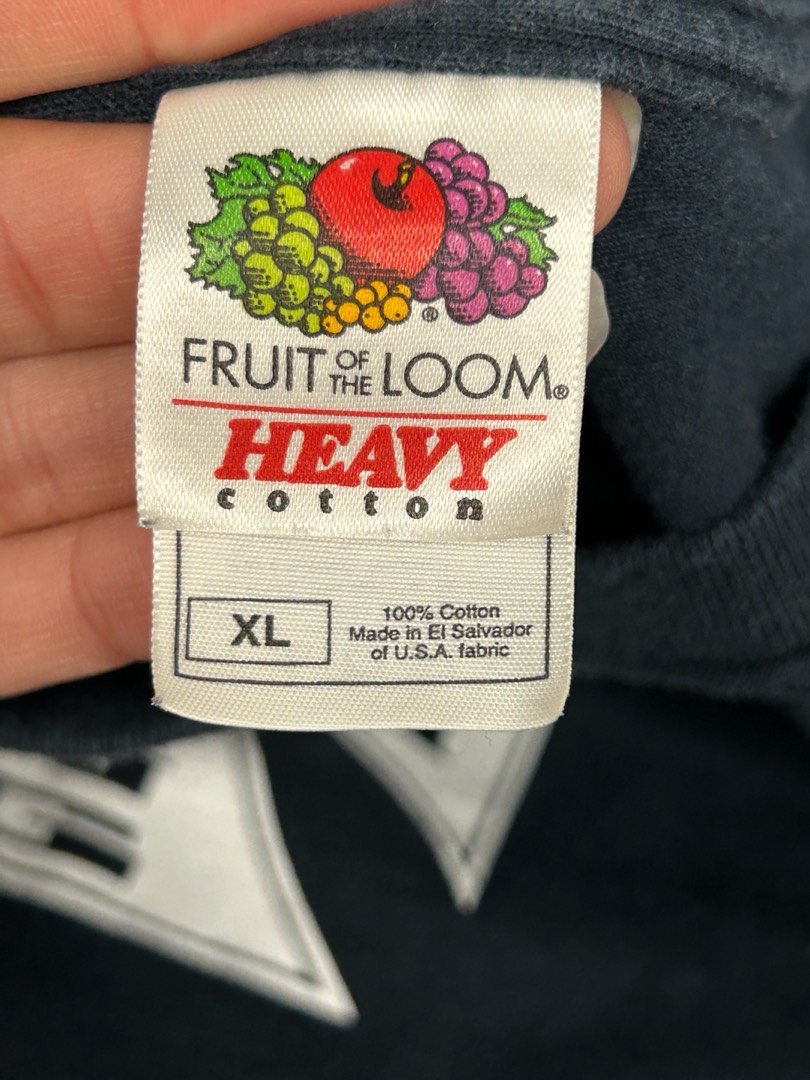 FRUIT OF THE LOOM®
HEAVY
cotton
XL
100% Cotton
Made in El Salvador
of U.S.A. fabric